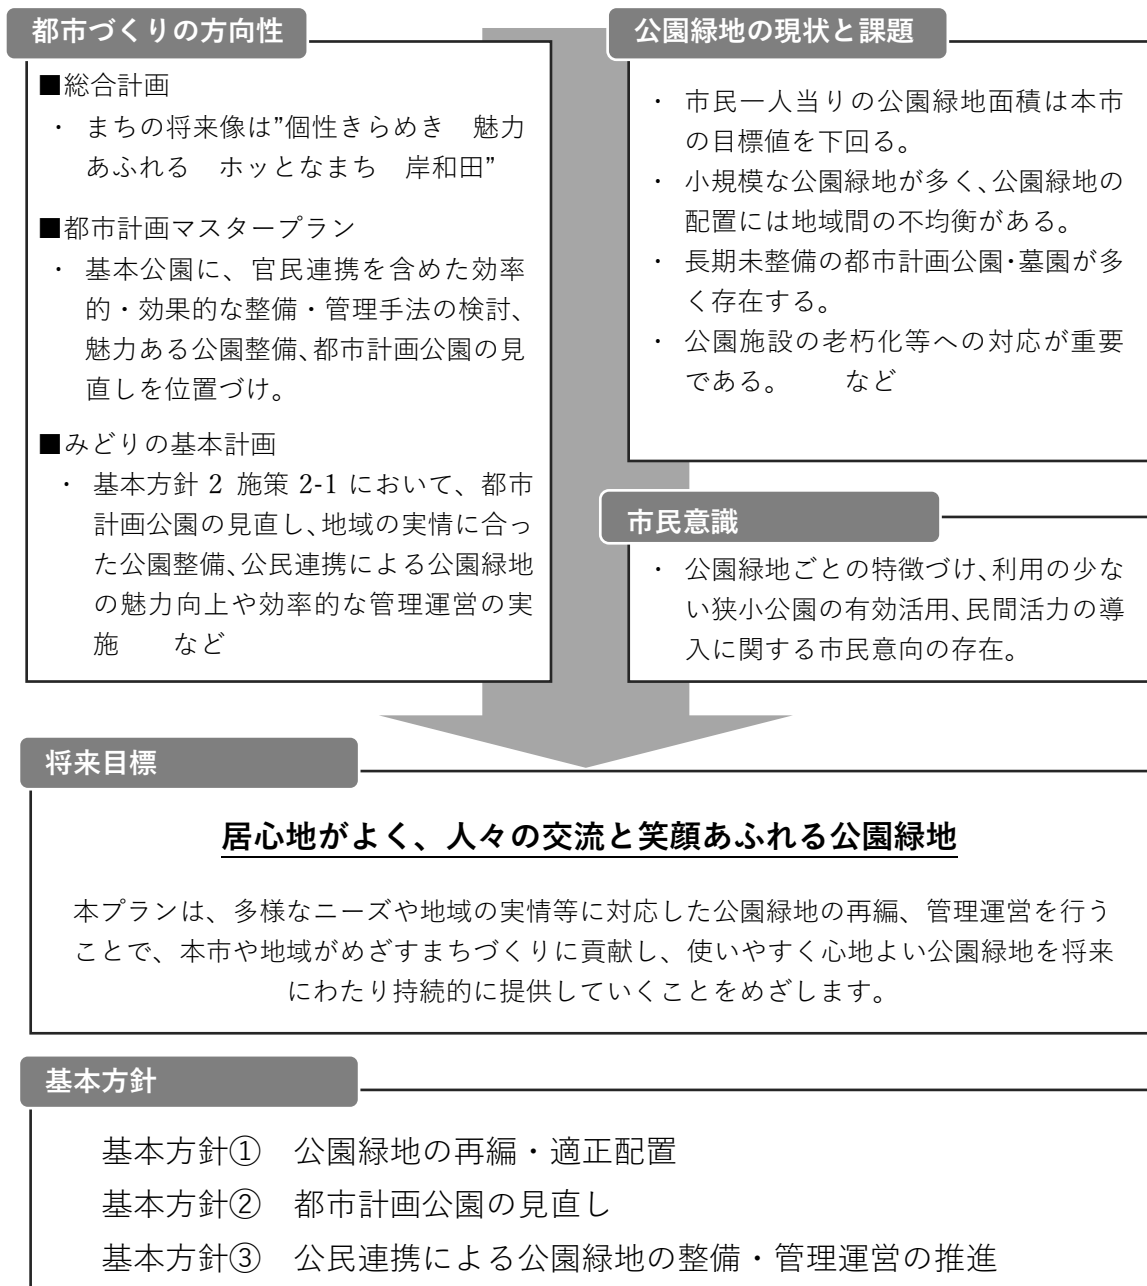 都市づくりの方向性
■総合計画
・ まちの将来像は”個性きらめき　魅力
あふれる　ホッとなまち　岸和田”
■都市計画マスタープラン
・ 基本公園に、官民連携を含めた効率
的・効果的な整備・管理手法の検討、
魅力ある公園整備、都市計画公園の見
直しを位置づけ。
■みどりの基本計画
・ 基本方針 2 施策 2-1 において、都市
計画公園の見直し、地域の実情に合っ
た公園整備、公民連携による公園緑地
の魅力向上や効率的な管理運営の実
施　　など
公園緑地の現状と課題
・ 市民一人当りの公園緑地面積は本市
の目標値を下回る。
・ 小規模な公園緑地が多く、公園緑地の
配置には地域間の不均衡がある。
・ 長期未整備の都市計画公園・墓園が多
く存在する。
・ 公園施設の老朽化等への対応が重要
である。　　など
市民意識
・ 公園緑地ごとの特徴づけ、利用の少な
い狭小公園の有効活用、民間活力の導
入に関する市民意向の存在。
将来目標
居心地がよく、人々の交流と笑顔あふれる公園緑地
本プランは、多様なニーズや地域の実情等に対応した公園緑地の再編、管理運営を行う
ことで、本市や地域がめざすまちづくりに貢献し、使いやすく心地よい公園緑地を将来
にわたり持続的に提供していくことをめざします。
基本方針
基本方針①　公園緑地の再編・適正配置
基本方針②　都市計画公園の見直し
基本方針③　公民連携による公園緑地の整備・管理運営の推進